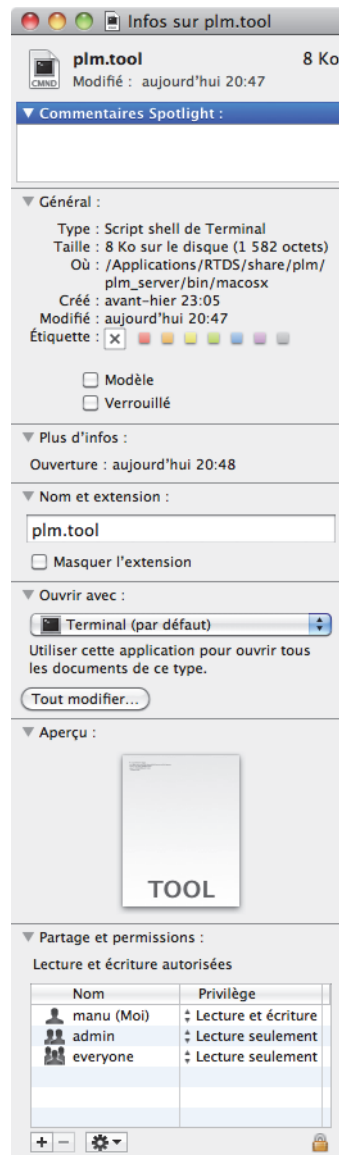 Infos sur plm.tool
CMND
plm.tool 8 Ko
Modifié : aujourd'hui 20:47
Commentaires Spotlight :
Général :
Type : Script shell de Terminal
Taille : 8 Ko sur le disque (1 582 octets)
Où : /Applications/RTDS/share/plm/
plm_server/bin/macosx
Créé : avant-hier 23:05
Modifié : aujourd'hui 20:47
Étiquette :
Modèle
Verrouillé
Plus d'infos :
Ouverture : aujourd'hui 20:48
Nom et extension :
plm.tool
Masquer l'extension
Ouvrir avec :
Terminal (par défaut)
Utiliser cette application pour ouvrir tous
les documents de ce type.
Tout modifier...
Aperçu :
TOOL
Partage et permissions :
Lecture et écriture autorisées
Nom Privilège
manu (Moi) Lecture et écriture
admin Lecture seulement
everyone Lecture seulement